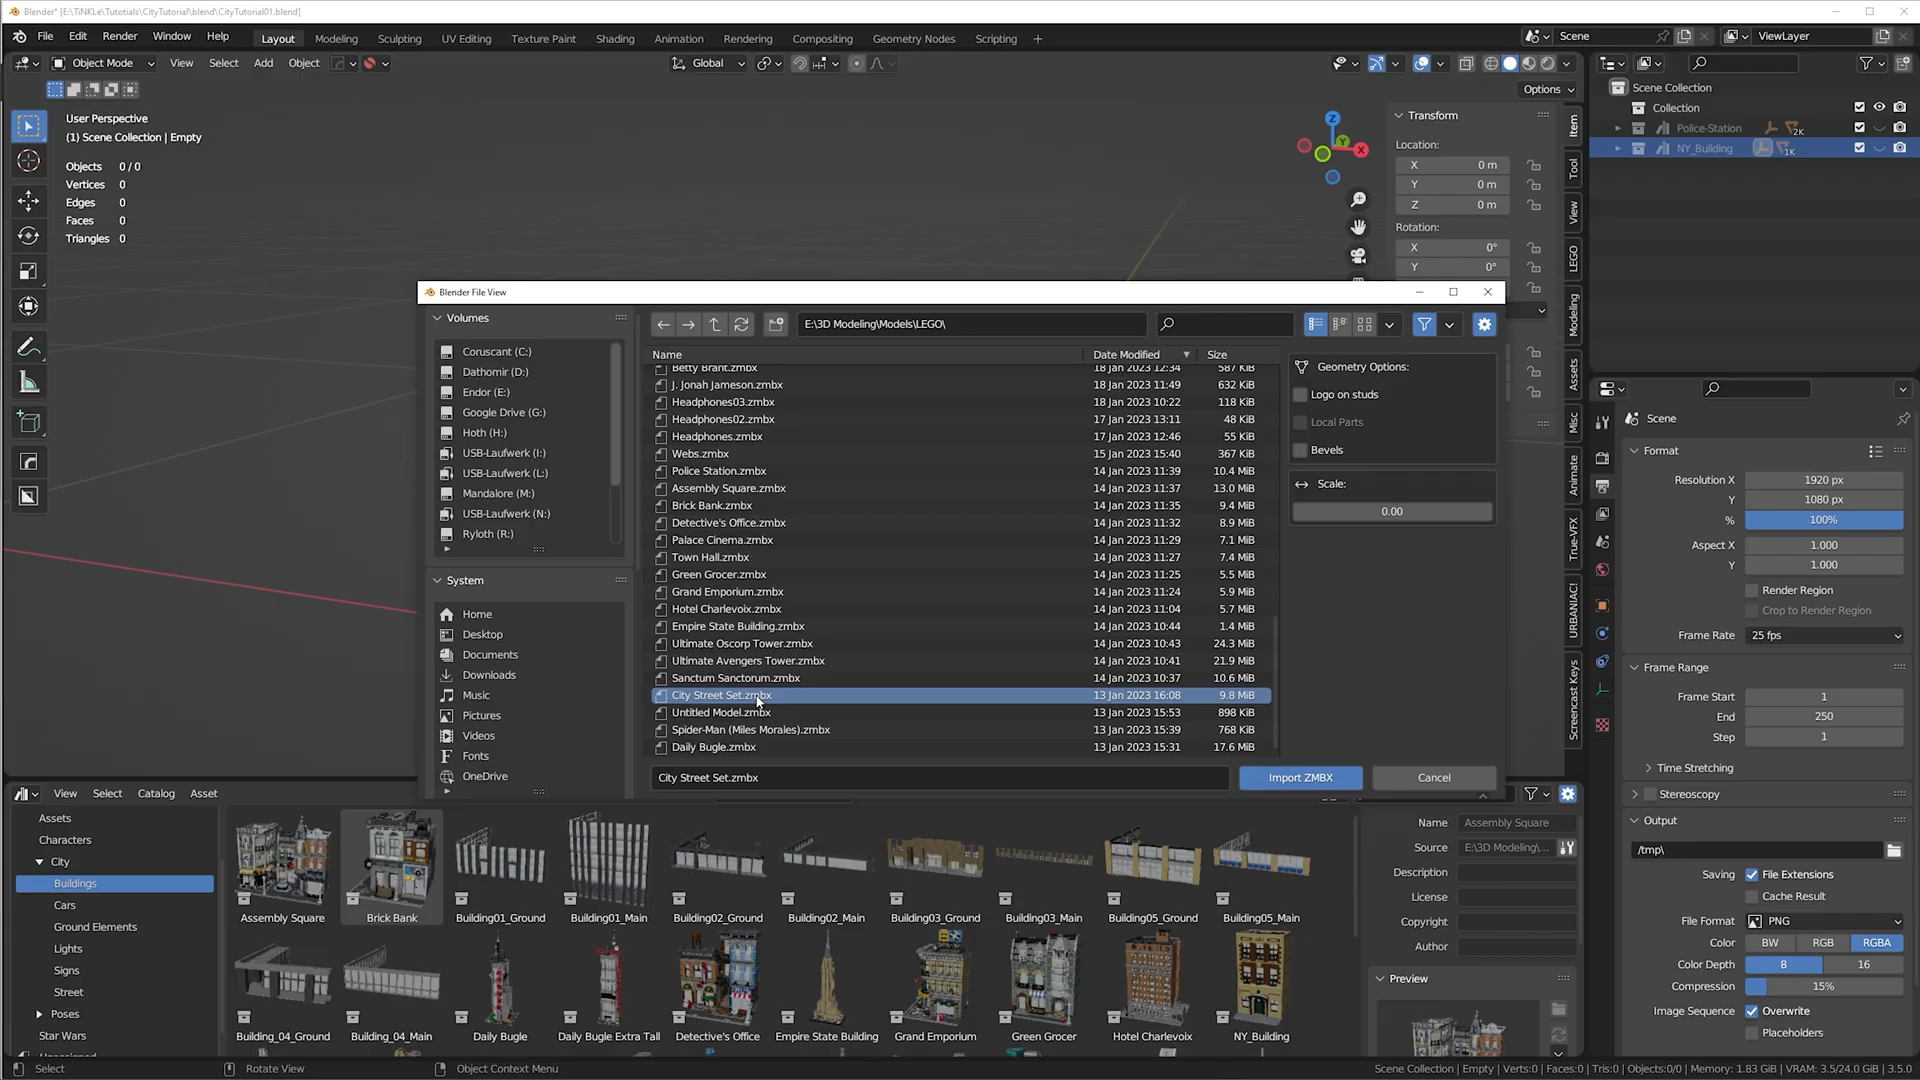 Blender* [E:\TiNKLe\Tutotials\CityTutorial\blend\CityTutorial01.blend]
File Edit Render Window Help Layout Modeling Sculpting UV Editing Texture Paint Shading Animation Rendering Compositing Geometry Nodes Scripting + Scene ViewLayer
Object Mode View Select Add Object Global
Options
User Perspective
(1) Scene Collection | Empty
Objects 0/0
Vertices 0
Edges 0
Faces 0
Triangles 0
Transform
Location:
X 0 m
Y 0 m
Z 0 m
Rotation:
X 0°
Y 0°
Item
Tool
View
LEGO
Modeling
Assets
Misc
Animate
True-VFX
URBANIAC!
Screencast Keys
Scene Collection
Collection
Police-Station 2K
NY_Building 1K
Blender File View
Volumes
Coruscant (C:)
Dathomir (D:)
Endor (E:)
Google Drive (G:)
Hoth (H:)
USB-Laufwerk (I:)
USB-Laufwerk (L:)
Mandalore (M:)
USB-Laufwerk (N:)
Ryloth (R:)
System
Home
Desktop
Documents
Downloads
Music
Pictures
Videos
Fonts
OneDrive
E:\3D Modeling\Models\LEGO\
Name Date Modified Size
Betty Brant.zmbx 18 Jan 2023 12:34 587 KiB
J. Jonah Jameson.zmbx 18 Jan 2023 11:49 632 KiB
Headphones03.zmbx 18 Jan 2023 10:22 118 KiB
Headphones02.zmbx 17 Jan 2023 13:11 48 KiB
Headphones.zmbx 17 Jan 2023 12:46 55 KiB
Webs.zmbx 15 Jan 2023 15:40 367 KiB
Police Station.zmbx 14 Jan 2023 11:39 10.4 MiB
Assembly Square.zmbx 14 Jan 2023 11:37 13.0 MiB
Brick Bank.zmbx 14 Jan 2023 11:35 9.4 MiB
Detective's Office.zmbx 14 Jan 2023 11:32 8.9 MiB
Palace Cinema.zmbx 14 Jan 2023 11:29 7.1 MiB
Town Hall.zmbx 14 Jan 2023 11:27 7.4 MiB
Green Grocer.zmbx 14 Jan 2023 11:25 5.5 MiB
Grand Emporium.zmbx 14 Jan 2023 11:24 5.9 MiB
Hotel Charlevoix.zmbx 14 Jan 2023 11:04 5.7 MiB
Empire State Building.zmbx 14 Jan 2023 10:44 1.4 MiB
Ultimate Oscorp Tower.zmbx 14 Jan 2023 10:43 24.3 MiB
Ultimate Avengers Tower.zmbx 14 Jan 2023 10:41 21.9 MiB
Sanctum Sanctorum.zmbx 14 Jan 2023 10:37 10.6 MiB
City Street Set.zmbx 13 Jan 2023 16:08 9.8 MiB
Untitled Model.zmbx 13 Jan 2023 15:53 898 KiB
Spider-Man (Miles Morales).zmbx 13 Jan 2023 15:39 768 KiB
Daily Bugle.zmbx 13 Jan 2023 15:31 17.6 MiB
City Street Set.zmbx Import ZMBX Cancel
Geometry Options:
Logo on studs
Local Parts
Bevels
Scale:
0.00
Scene
Format
Resolution X 1920 px
Y 1080 px
% 100%
Aspect X 1.000
Y 1.000
Render Region
Crop to Render Region
Frame Rate 25 fps
Frame Range
Frame Start 1
End 250
Step 1
Time Stretching
Stereoscopy
Output
/tmp\
Saving File Extensions
Cache Result
File Format PNG
Color BW RGB RGBA
Color Depth 8 16
Compression 15%
Image Sequence Overwrite
Placeholders
View Select Catalog Asset
Assets
Characters
City
Buildings
Cars
Ground Elements
Lights
Signs
Street
Poses
Star Wars
Assembly Square Brick Bank Building01_Ground Building01_Main Building02_Ground Building02_Main Building03_Ground Building03_Main Building05_Ground Building05_Main
Building_04_Ground Building_04_Main Daily Bugle Daily Bugle Extra Tall Detective's Office Empire State Building Grand Emporium Green Grocer Hotel Charlevoix NY_Building
Name Assembly Square
Source E:\3D Modeling\...
Description
License
Copyright
Author
Preview
Select Rotate View Object Context Menu
Scene Collection | Empty | Verts:0 | Faces:0 | Tris:0 | Objects:0/0 | Memory: 1.83 GiB | VRAM: 3.5/24.0 GiB | 3.5.0